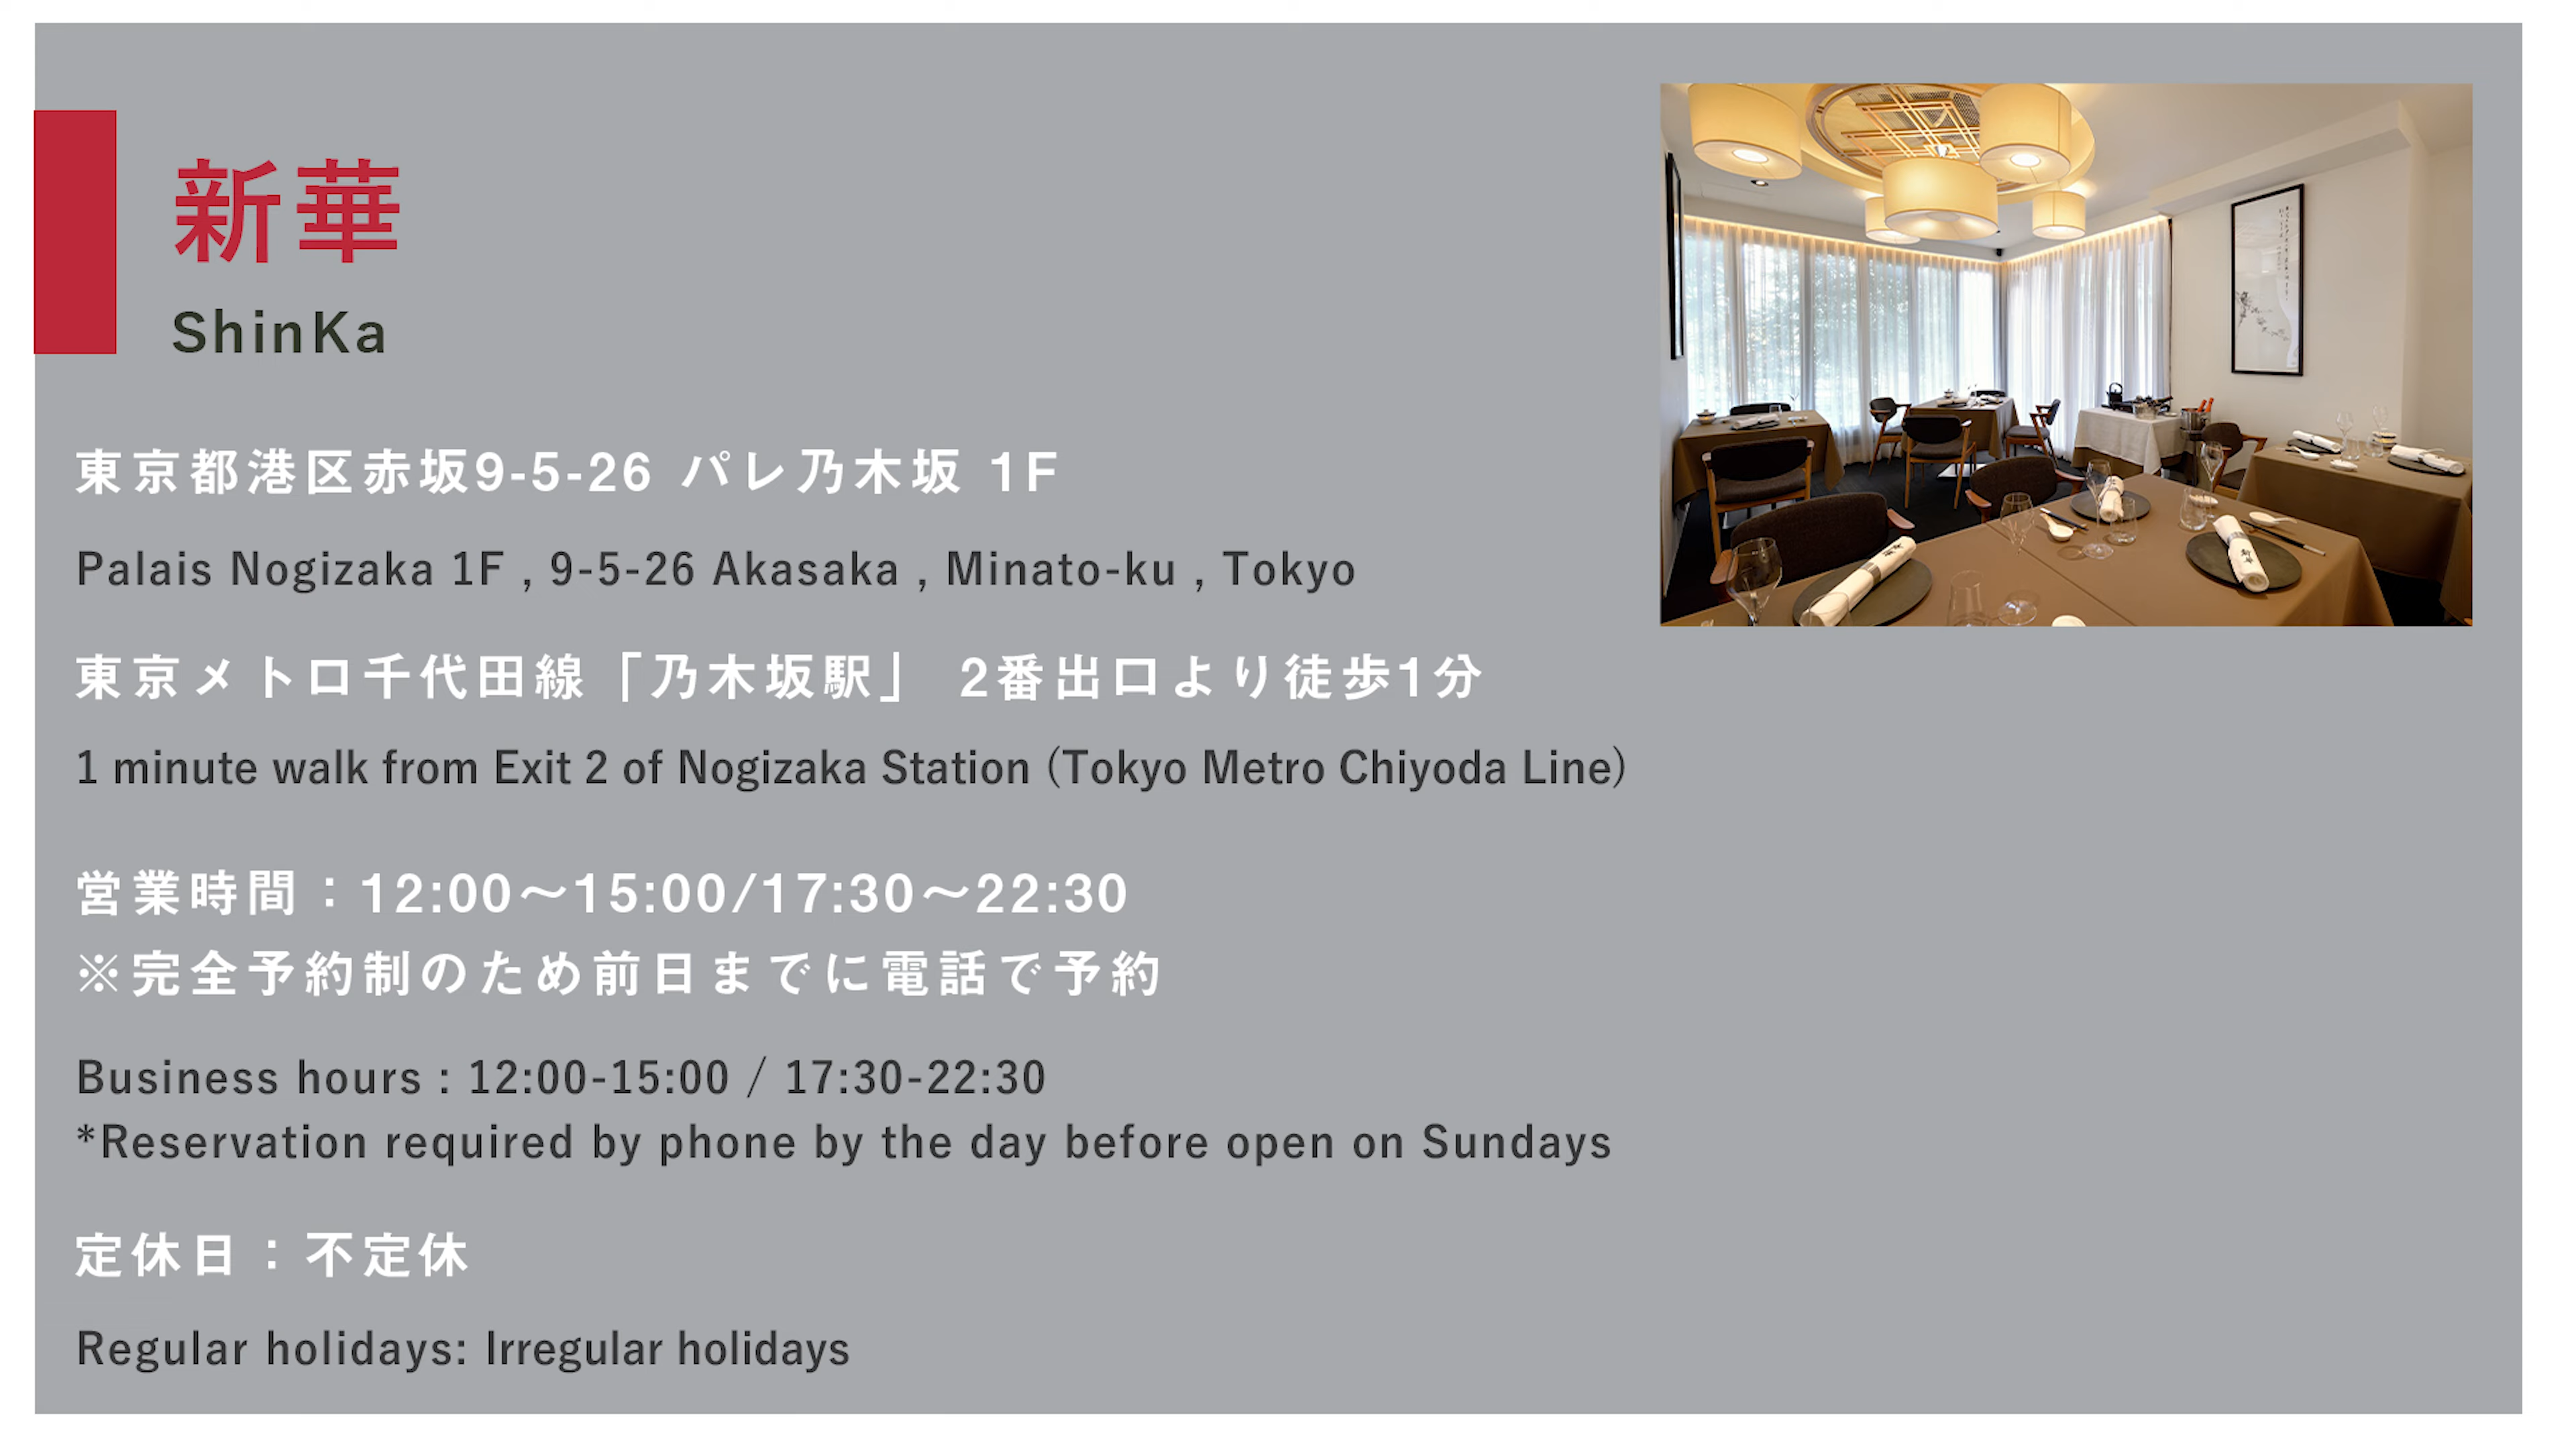 新華
ShinKa
東京都港区赤坂9-5-26 パレ乃木坂 1F
Palais Nogizaka 1F , 9-5-26 Akasaka , Minato-ku , Tokyo
東京メトロ千代田線「乃木坂駅」 2番出口より徒歩1分
1 minute walk from Exit 2 of Nogizaka Station (Tokyo Metro Chiyoda Line)
営業時間：12:00～15:00/17:30～22:30
※完全予約制のため前日までに電話で予約
Business hours : 12:00-15:00 / 17:30-22:30
*Reservation required by phone by the day before open on Sundays
定休日：不定休
Regular holidays: Irregular holidays
新華